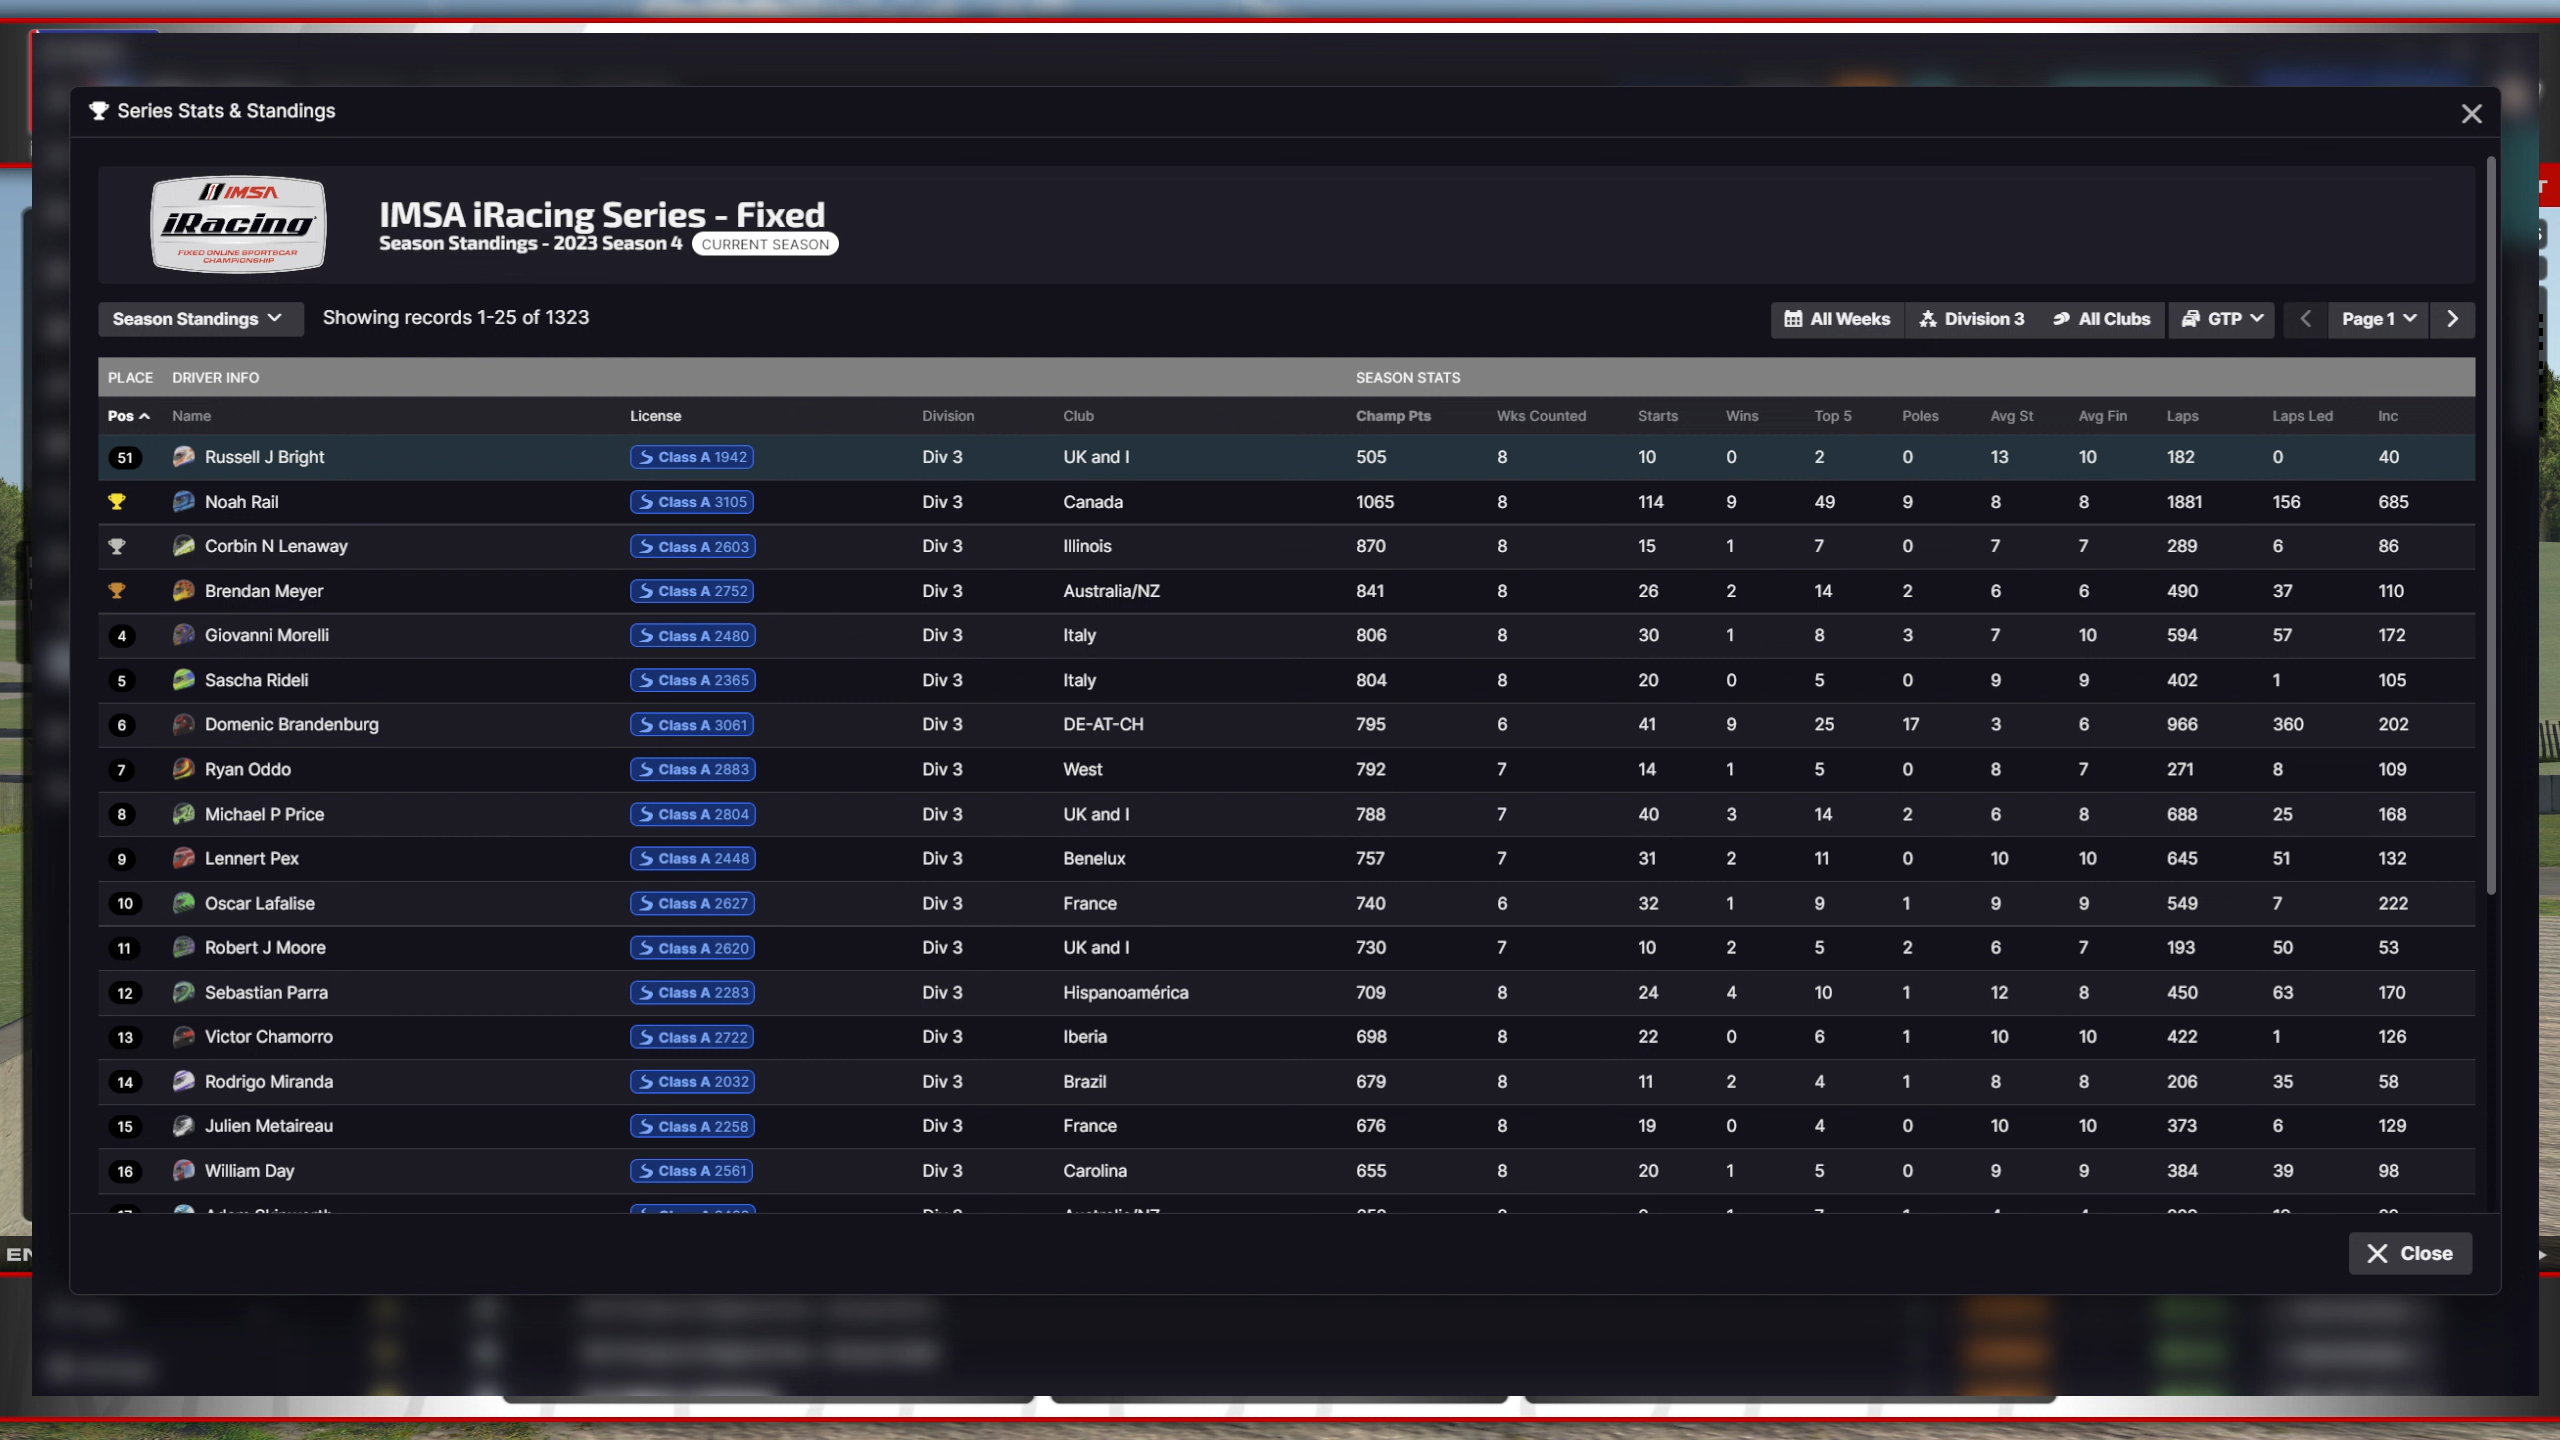 Series Stats & Standings
IMSA
iRacing
FIXED ONLINE SPORTSCAR
CHAMPIONSHIP
IMSA iRacing Series - Fixed
Season Standings - 2023 Season 4 CURRENT SEASON
Season Standings Showing records 1-25 of 1323 All Weeks Division 3 All Clubs GTP Page 1
PLACE DRIVER INFO SEASON STATS
Pos Name License Division Club Champ Pts Wks Counted Starts Wins Top 5 Poles Avg St Avg Fin Laps Laps Led Inc
51 Russell J Bright Class A 1942 Div 3 UK and I 505 8 10 0 2 0 13 10 182 0 40
Noah Rail Class A 3105 Div 3 Canada 1065 8 114 9 49 9 8 8 1881 156 685
Corbin N Lenaway Class A 2603 Div 3 Illinois 870 8 15 1 7 0 7 7 289 6 86
Brendan Meyer Class A 2752 Div 3 Australia/NZ 841 8 26 2 14 2 6 6 490 37 110
4 Giovanni Morelli Class A 2480 Div 3 Italy 806 8 30 1 8 3 7 10 594 57 172
5 Sascha Rideli Class A 2365 Div 3 Italy 804 8 20 0 5 0 9 9 402 1 105
6 Domenic Brandenburg Class A 3061 Div 3 DE-AT-CH 795 6 41 9 25 17 3 6 966 360 202
7 Ryan Oddo Class A 2883 Div 3 West 792 7 14 1 5 0 8 7 271 8 109
8 Michael P Price Class A 2804 Div 3 UK and I 788 7 40 3 14 2 6 8 688 25 168
9 Lennert Pex Class A 2448 Div 3 Benelux 757 7 31 2 11 0 10 10 645 51 132
10 Oscar Lafalise Class A 2627 Div 3 France 740 6 32 1 9 1 9 9 549 7 222
11 Robert J Moore Class A 2620 Div 3 UK and I 730 7 10 2 5 2 6 7 193 50 53
12 Sebastian Parra Class A 2283 Div 3 Hispanoamérica 709 8 24 4 10 1 12 8 450 63 170
13 Victor Chamorro Class A 2722 Div 3 Iberia 698 8 22 0 6 1 10 10 422 1 126
14 Rodrigo Miranda Class A 2032 Div 3 Brazil 679 8 11 2 4 1 8 8 206 35 58
15 Julien Metaireau Class A 2258 Div 3 France 676 8 19 0 4 0 10 10 373 6 129
16 William Day Class A 2561 Div 3 Carolina 655 8 20 1 5 0 9 9 384 39 98
Close